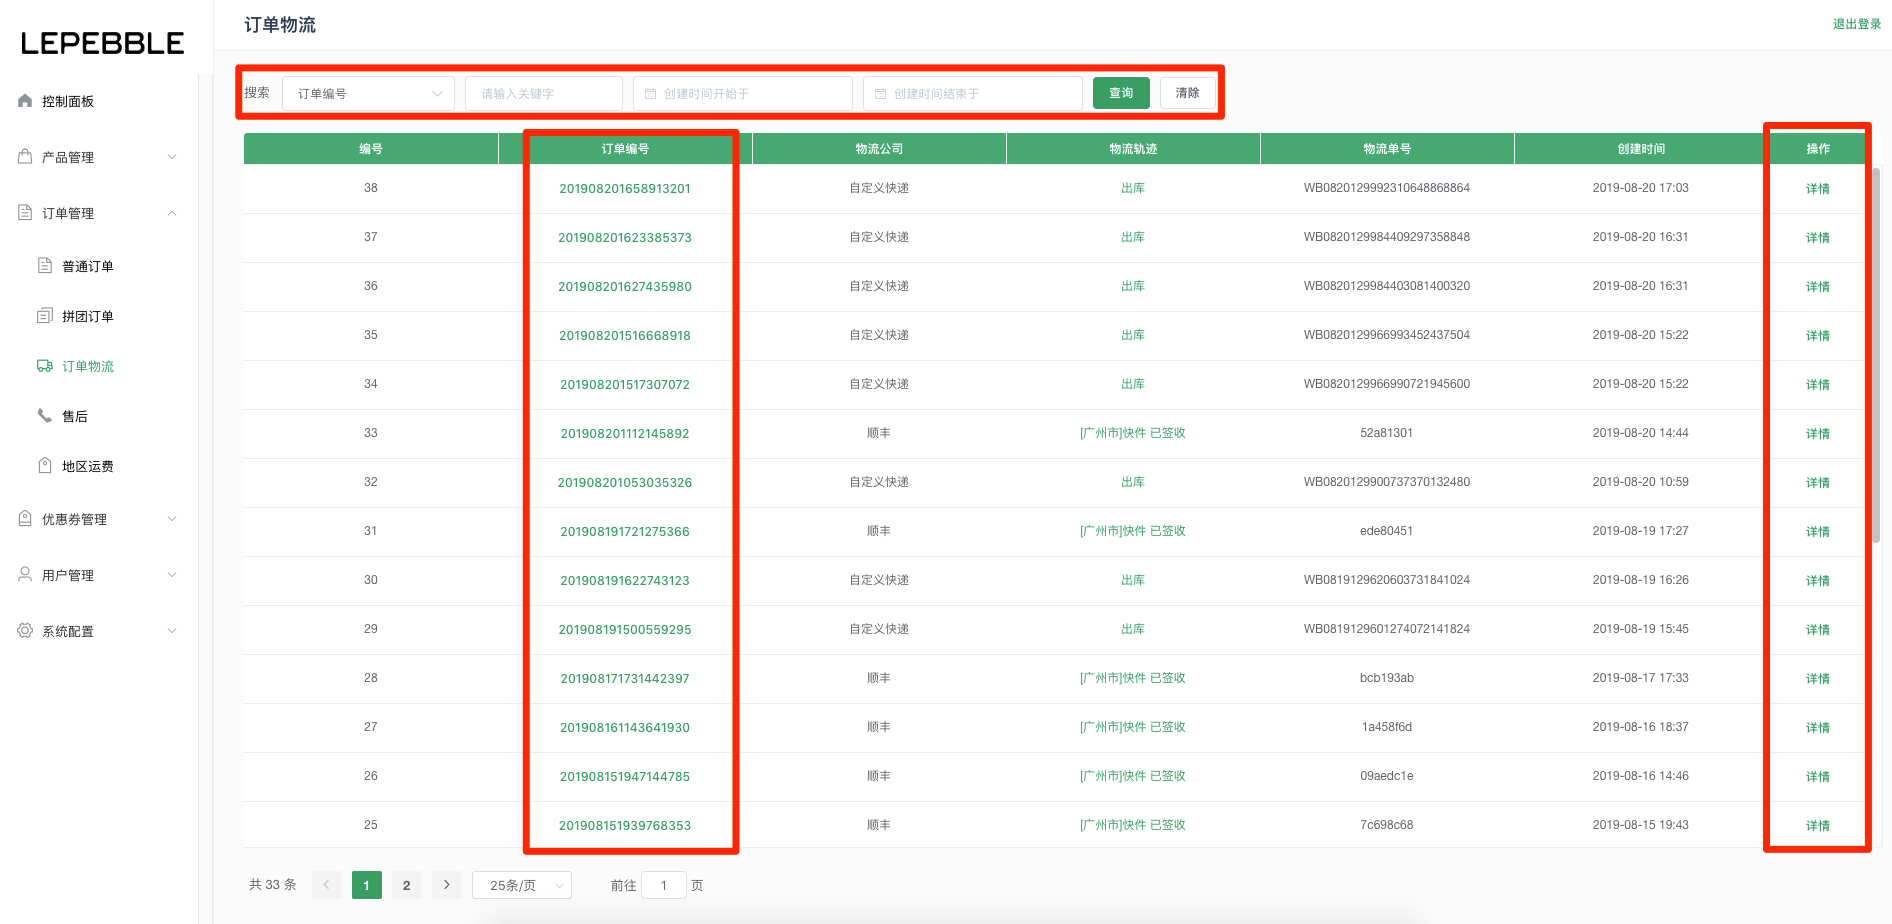 LEPEBBLE
订单物流
退出登录
控制面板
产品管理
订单管理
普通订单
拼团订单
订单物流
售后
地区运费
优惠券管理
用户管理
系统配置
搜索 订单编号 请输入关键字 创建时间开始于 创建时间结束于 查询 清除
编号 订单编号 物流公司 物流轨迹 物流单号 创建时间 操作
38 201908201658913201 自定义快递 出库 WB0820129992310648868864 2019-08-20 17:03 详情
37 201908201623385373 自定义快递 出库 WB0820129984409297358848 2019-08-20 16:31 详情
36 201908201627435980 自定义快递 出库 WB0820129984403081400320 2019-08-20 16:31 详情
35 201908201516668918 自定义快递 出库 WB0820129966993452437504 2019-08-20 15:22 详情
34 201908201517307072 自定义快递 出库 WB0820129966990721945600 2019-08-20 15:22 详情
33 201908201112145892 顺丰 [广州市]快件 已签收 52a81301 2019-08-20 14:44 详情
32 201908201053035326 自定义快递 出库 WB0820129900737370132480 2019-08-20 10:59 详情
31 201908191721275366 顺丰 [广州市]快件 已签收 ede80451 2019-08-19 17:27 详情
30 201908191622743123 自定义快递 出库 WB0819129620603731841024 2019-08-19 16:26 详情
29 201908191500559295 自定义快递 出库 WB0819129601274072141824 2019-08-19 15:45 详情
28 201908171731442397 顺丰 [广州市]快件 已签收 bcb193ab 2019-08-17 17:33 详情
27 201908161143641930 顺丰 [广州市]快件 已签收 1a458f6d 2019-08-16 18:37 详情
26 201908151947144785 顺丰 [广州市]快件 已签收 09aedc1e 2019-08-16 14:46 详情
25 201908151939768353 顺丰 [广州市]快件 已签收 7c698c68 2019-08-15 19:43 详情
共 33 条 1 2 25条/页 前往 1 页